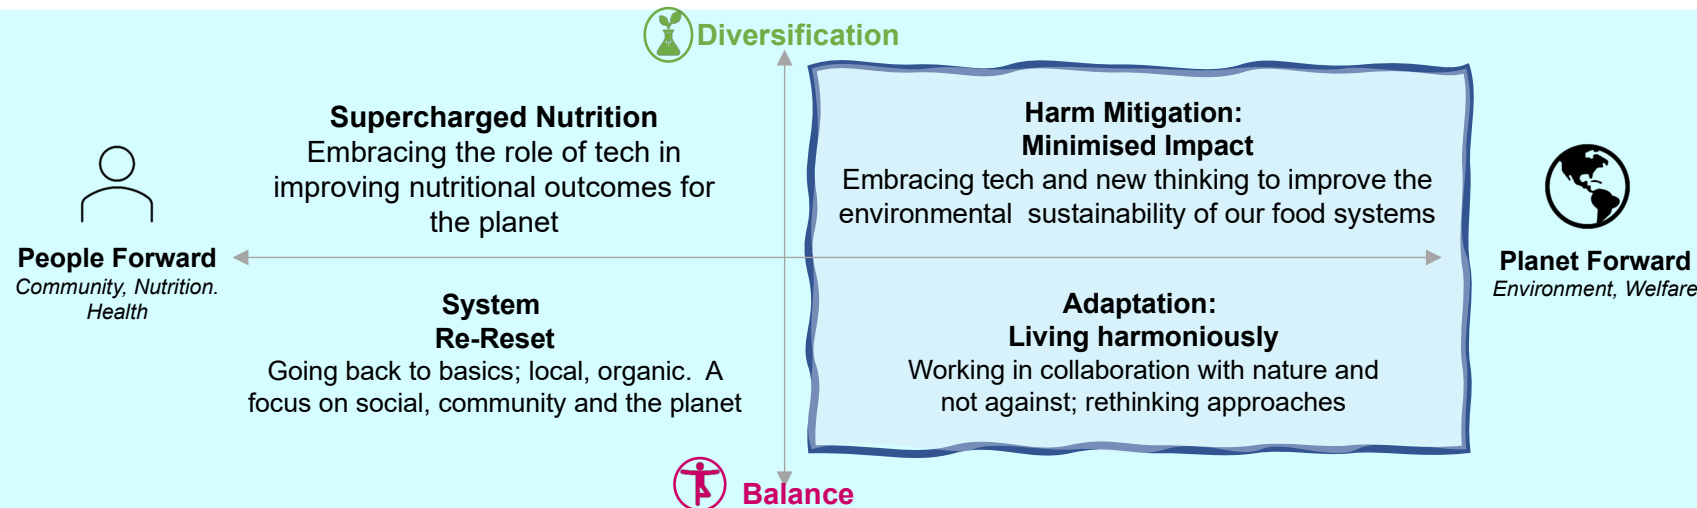 Diversification
Supercharged Nutrition
Embracing the role of tech in
improving nutritional outcomes for
the planet
Harm Mitigation:
Minimised Impact
Embracing tech and new thinking to improve the
environmental  sustainability of our food systems
People Forward
Community, Nutrition.
Health
Planet Forward
Environment, Welfare
System
Re-Reset
Going back to basics; local, organic.  A
focus on social, community and the planet
Adaptation:
Living harmoniously
Working in collaboration with nature and
not against; rethinking approaches
Balance